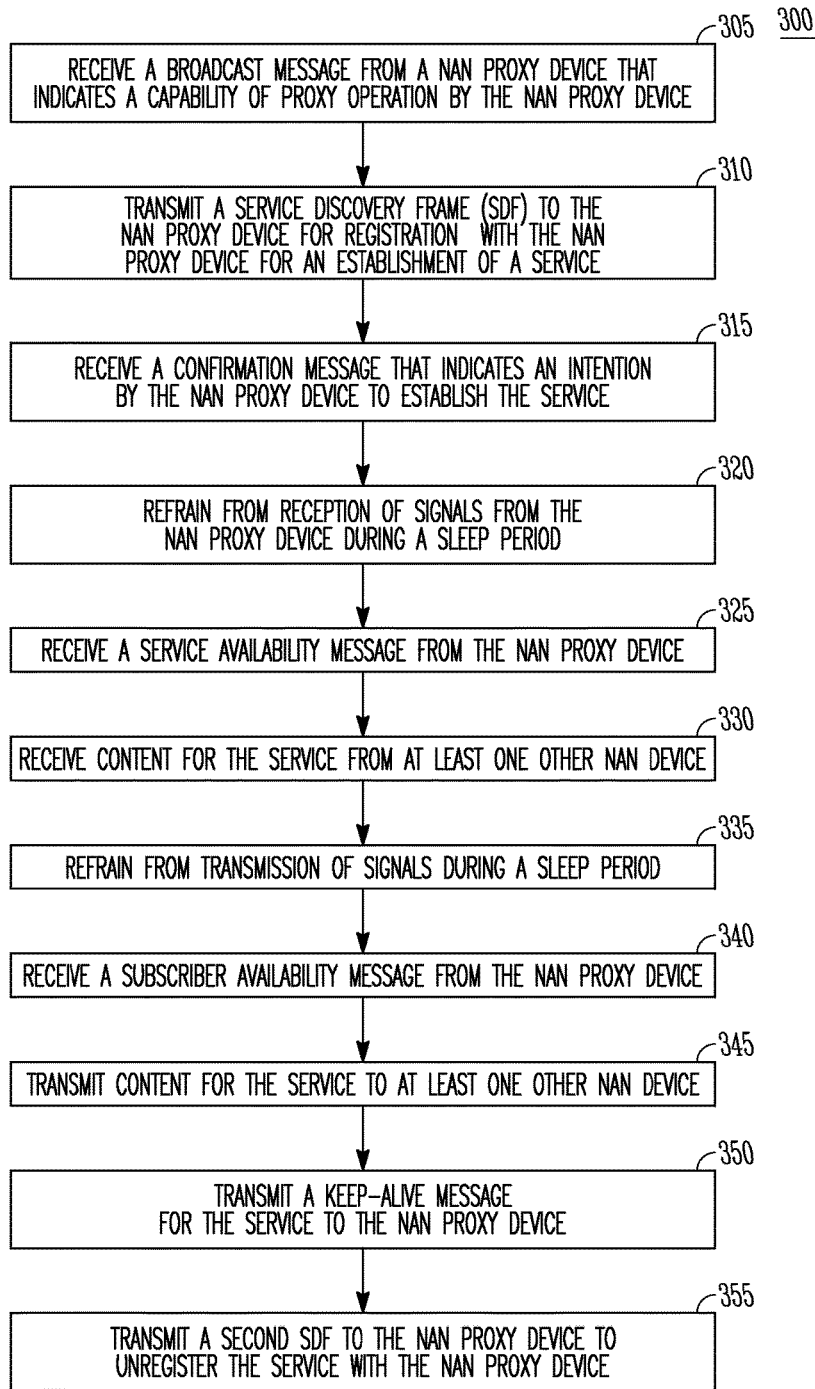 300
305
RECEIVE A BROADCAST MESSAGE FROM A NAN PROXY DEVICE THAT
INDICATES A CAPABILITY OF PROXY OPERATION BY THE NAN PROXY DEVICE
310
TRANSMIT A SERVICE DISCOVERY FRAME (SDF) TO THE
NAN PROXY DEVICE FOR REGISTRATION WITH THE NAN
PROXY DEVICE FOR AN ESTABLISHMENT OF A SERVICE
315
RECEIVE A CONFIRMATION MESSAGE THAT INDICATES AN INTENTION
BY THE NAN PROXY DEVICE TO ESTABLISH THE SERVICE
320
REFRAIN FROM RECEPTION OF SIGNALS FROM THE
NAN PROXY DEVICE DURING A SLEEP PERIOD
325
RECEIVE A SERVICE AVAILABILITY MESSAGE FROM THE NAN PROXY DEVICE
330
RECEIVE CONTENT FOR THE SERVICE FROM AT LEAST ONE OTHER NAN DEVICE
335
REFRAIN FROM TRANSMISSION OF SIGNALS DURING A SLEEP PERIOD
340
RECEIVE A SUBSCRIBER AVAILABILITY MESSAGE FROM THE NAN PROXY DEVICE
345
TRANSMIT CONTENT FOR THE SERVICE TO AT LEAST ONE OTHER NAN DEVICE
350
TRANSMIT A KEEP-ALIVE MESSAGE
FOR THE SERVICE TO THE NAN PROXY DEVICE
355
TRANSMIT A SECOND SDF TO THE NAN PROXY DEVICE TO
UNREGISTER THE SERVICE WITH THE NAN PROXY DEVICE